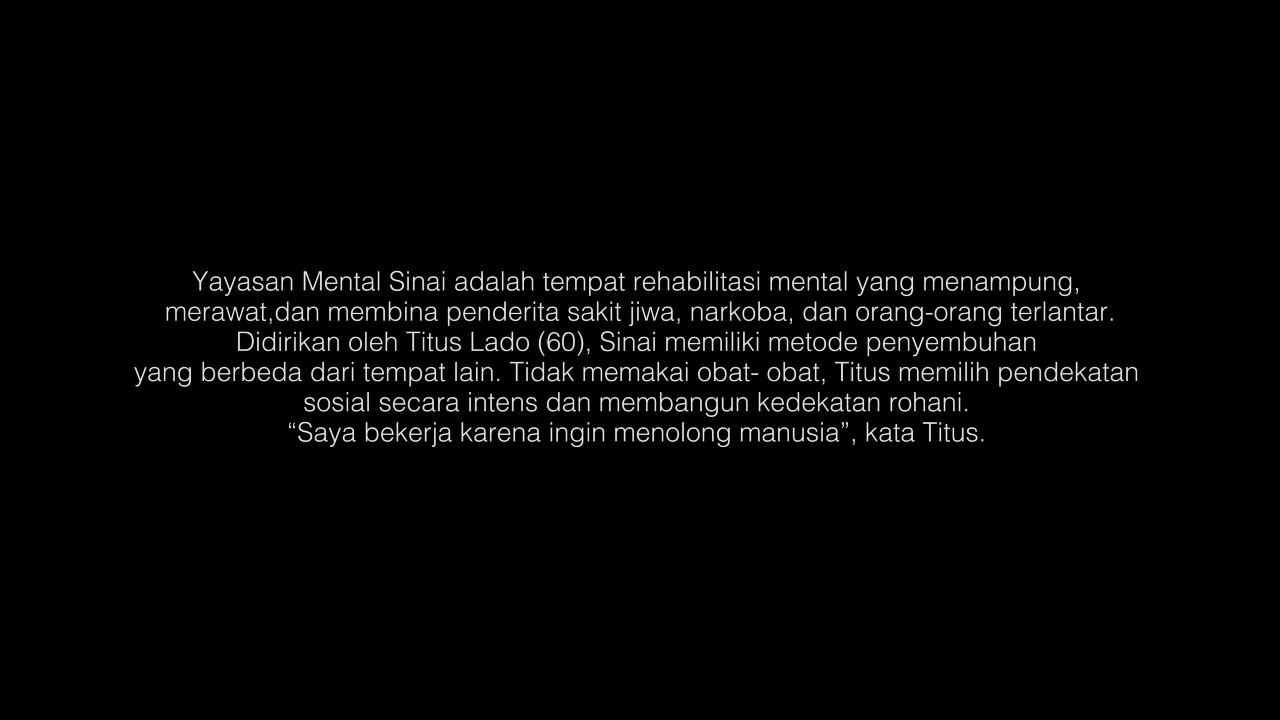 Yayasan Mental Sinai adalah tempat rehabilitasi mental yang menampung,
merawat,dan membina penderita sakit jiwa, narkoba, dan orang-orang terlantar.
Didirikan oleh Titus Lado (60), Sinai memiliki metode penyembuhan
yang berbeda dari tempat lain. Tidak memakai obat- obat, Titus memilih pendekatan
sosial secara intens dan membangun kedekatan rohani.
“Saya bekerja karena ingin menolong manusia”, kata Titus.